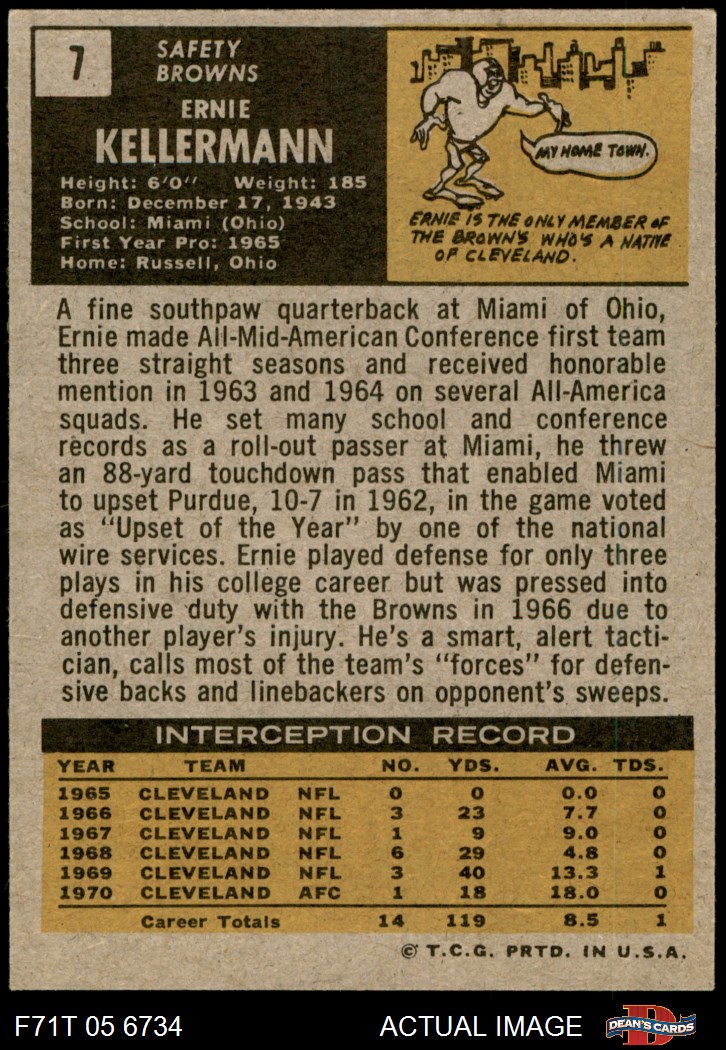 7
SAFETY
BROWNS
ERNIE
KELLERMANN
Height: 6'0" Weight: 185
Born: December 17, 1943
School: Miami (Ohio)
First Year Pro: 1965
Home: Russell, Ohio
MY HOME TOWN.
ERNIE IS THE ONLY MEMBER OF
THE BROWN'S WHO'S A NATIVE
OF CLEVELAND.
A fine southpaw quarterback at Miami of Ohio,
Ernie made All-Mid-American Conference first team
three straight seasons and received honorable
mention in 1963 and 1964 on several All-America
squads. He set many school and conference
records as a roll-out passer at Miami, he threw
an 88-yard touchdown pass that enabled Miami
to upset Purdue, 10-7 in 1962, in the game voted
as "Upset of the Year" by one of the national
wire services. Ernie played defense for only three
plays in his college career but was pressed into
defensive duty with the Browns in 1966 due to
another player's injury. He's a smart, alert tacti-
cian, calls most of the team's "forces" for defen-
sive backs and linebackers on opponent's sweeps.
INTERCEPTION RECORD
YEAR TEAM NO. YDS. AVG. TDS.
1965 CLEVELAND NFL 0 0 0.0 0
1966 CLEVELAND NFL 3 23 7.7 0
1967 CLEVELAND NFL 1 9 9.0 0
1968 CLEVELAND NFL 6 29 4.8 0
1969 CLEVELAND NFL 3 40 13.3 1
1970 CLEVELAND AFC 1 18 18.0 0
Career Totals 14 119 8.5 1
© T.C.G. PRTD. IN U.S.A.
F71T 05 6734 ACTUAL IMAGE D DEAN'S CARDS